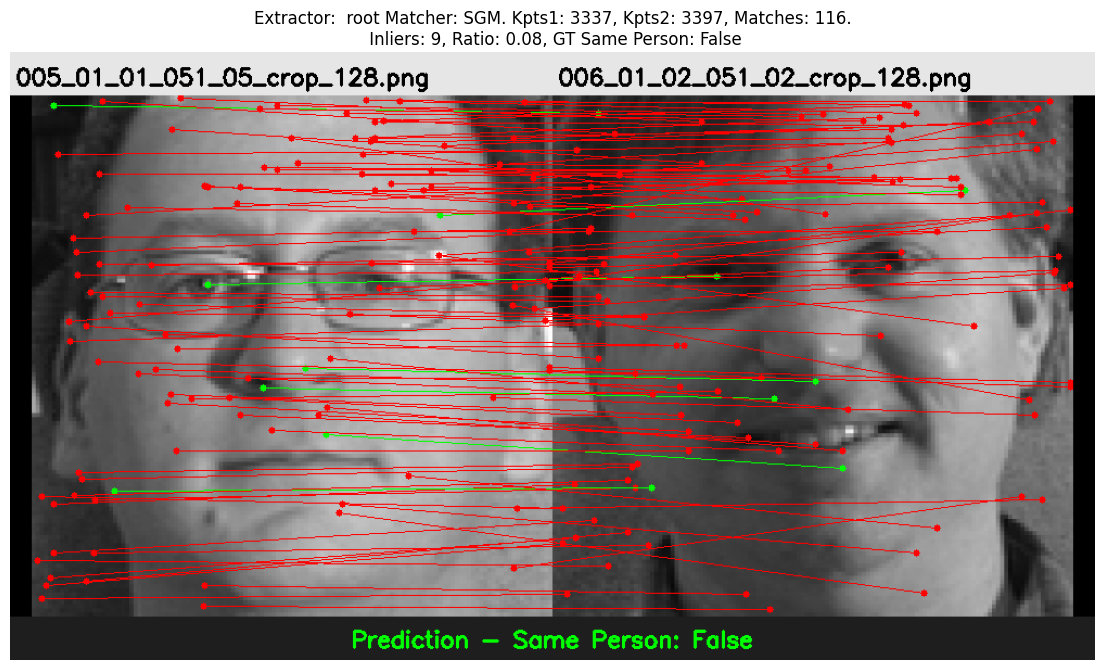 Extractor:  root Matcher: SGM. Kpts1: 3337, Kpts2: 3397, Matches: 116.
Inliers: 9, Ratio: 0.08, GT Same Person: False
005_01_01_051_05_crop_128.png
006_01_02_051_02_crop_128.png
Prediction - Same Person: False